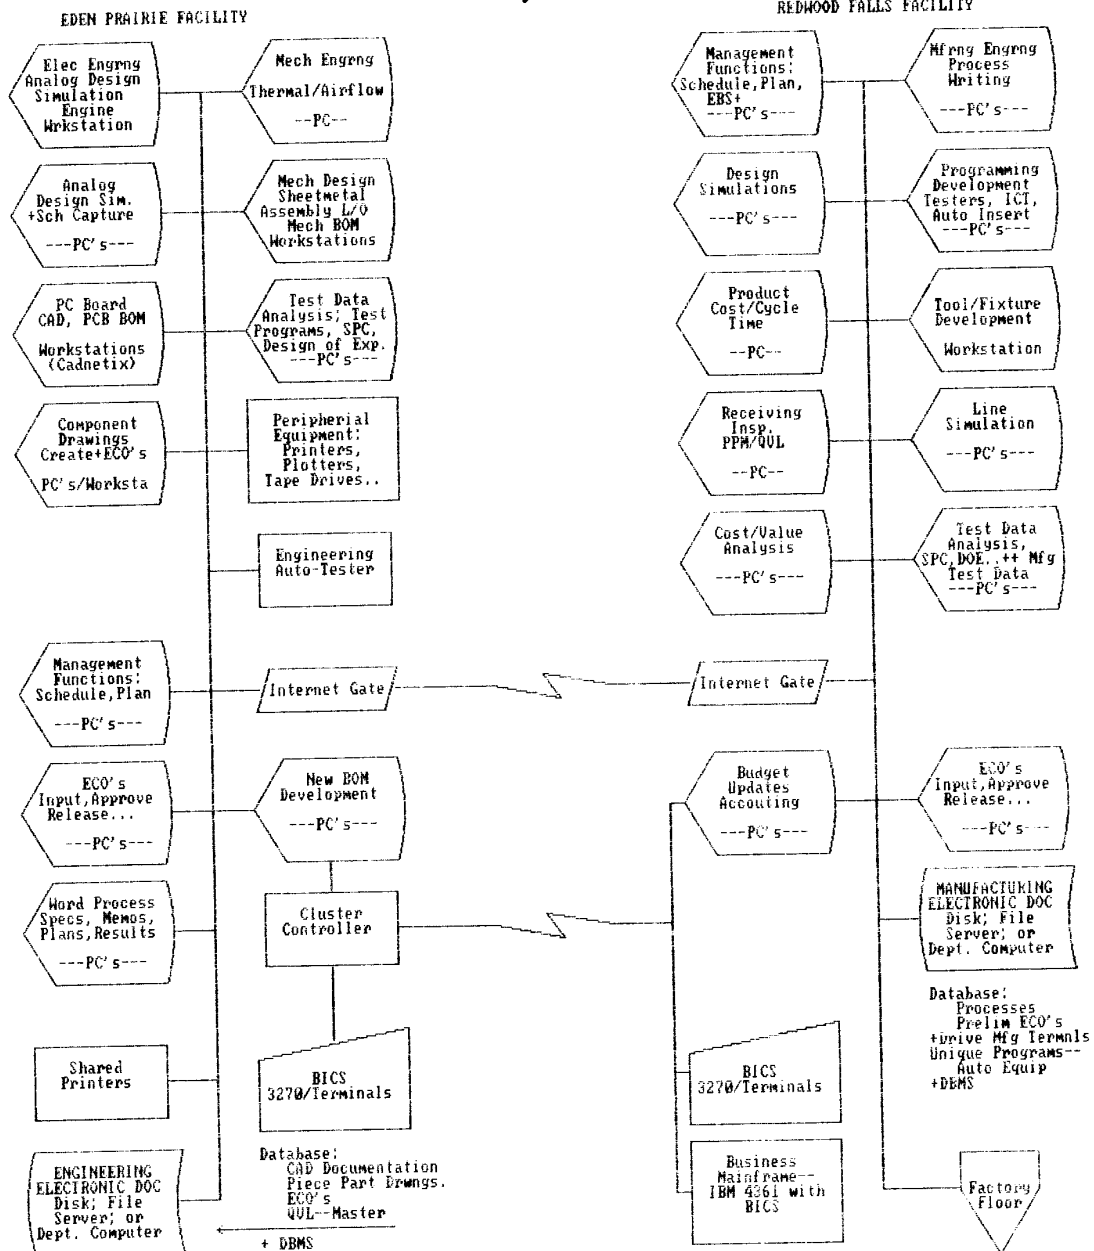 EDEN PRAIRIE FACILITY
REDWOOD FALLS FACILITY
Elec Engrng
Analog Design
Simulation
Engine
Wrkstation
Mech Engrng
Thermal/Airflow
--PC--
Management
Functions:
Schedule,Plan,
EBS+
---PC's---
Mfrng Engrng
Process
Writing
---PC's---
Analog
Design Sim.
+Sch Capture
---PC's---
Mech Design
Sheetmetal
Assembly L/O
Mech BOM
Workstations
Design
Simulations
---PC's---
Programming
Development
Testers, ICT,
Auto Insert
---PC's---
PC Board
CAD, PCB BOM
Workstations
(Cadnetix)
Test Data
Analysis; Test
Programs, SPC,
Design of Exp.
---PC's---
Product
Cost/Cycle
Time
--PC--
Tool/Fixture
Development
Workstation
Component
Drawings
Create+ECO's
PC's/Worksta
Peripherial
Equipment:
Printers,
Plotters,
Tape Drives..
Receiving
Insp.
PPM/QVL
--PC--
Line
Simulation
---PC's---
Engineering
Auto-Tester
Cost/Value
Analysis
---PC's---
Test Data
Analysis,
SPC,DOE..++ Mfg
Test Data
---PC's---
Management
Functions:
Schedule,Plan
---PC's---
Internet Gate
Internet Gate
ECO's
Input,Approve
Release...
---PC's---
New BOM
Development
---PC's---
Budget
Updates
Accouting
---PC's---
ECO's
Input,Approve
Release...
---PC's---
Word Process
Specs, Memos,
Plans,Results
---PC's---
Cluster
Controller
MANUFACTURING
ELECTRONIC DOC
Disk; File
Server; or
Dept. Computer
Database:
Processes
Prelim ECO's
+Drive Mfg Termnls
Unique Programs--
Auto Equip
+DBMS
Shared
Printers
BICS
3270/Terminals
BICS
3270/Terminals
ENGINEERING
ELECTRONIC DOC
Disk; File
Server; or
Dept. Computer
Database:
CAD Documentation
Piece Part Drwngs.
ECO's
QVL--Master
+ DBMS
Business
Mainframe--
IBM 4361 with
BICS
Factory
Floor